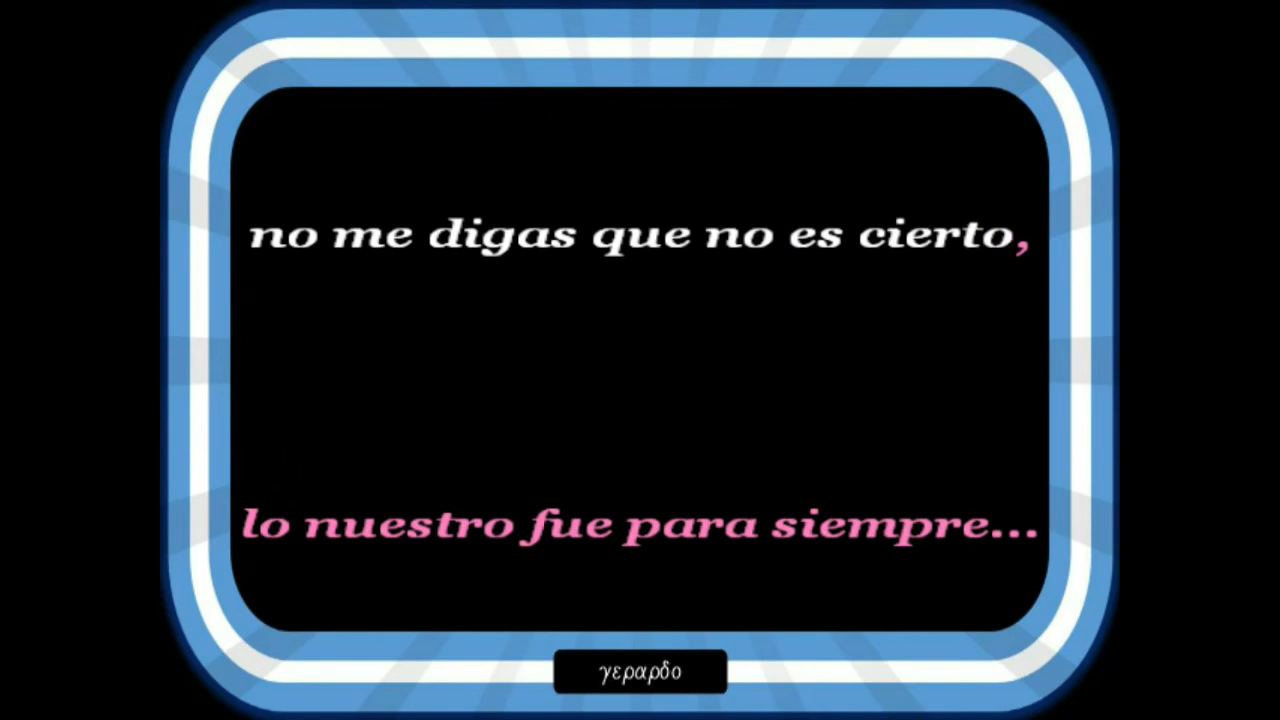 no me digas que no es cierto,
lo nuestro fue para siempre...
γεραρδο